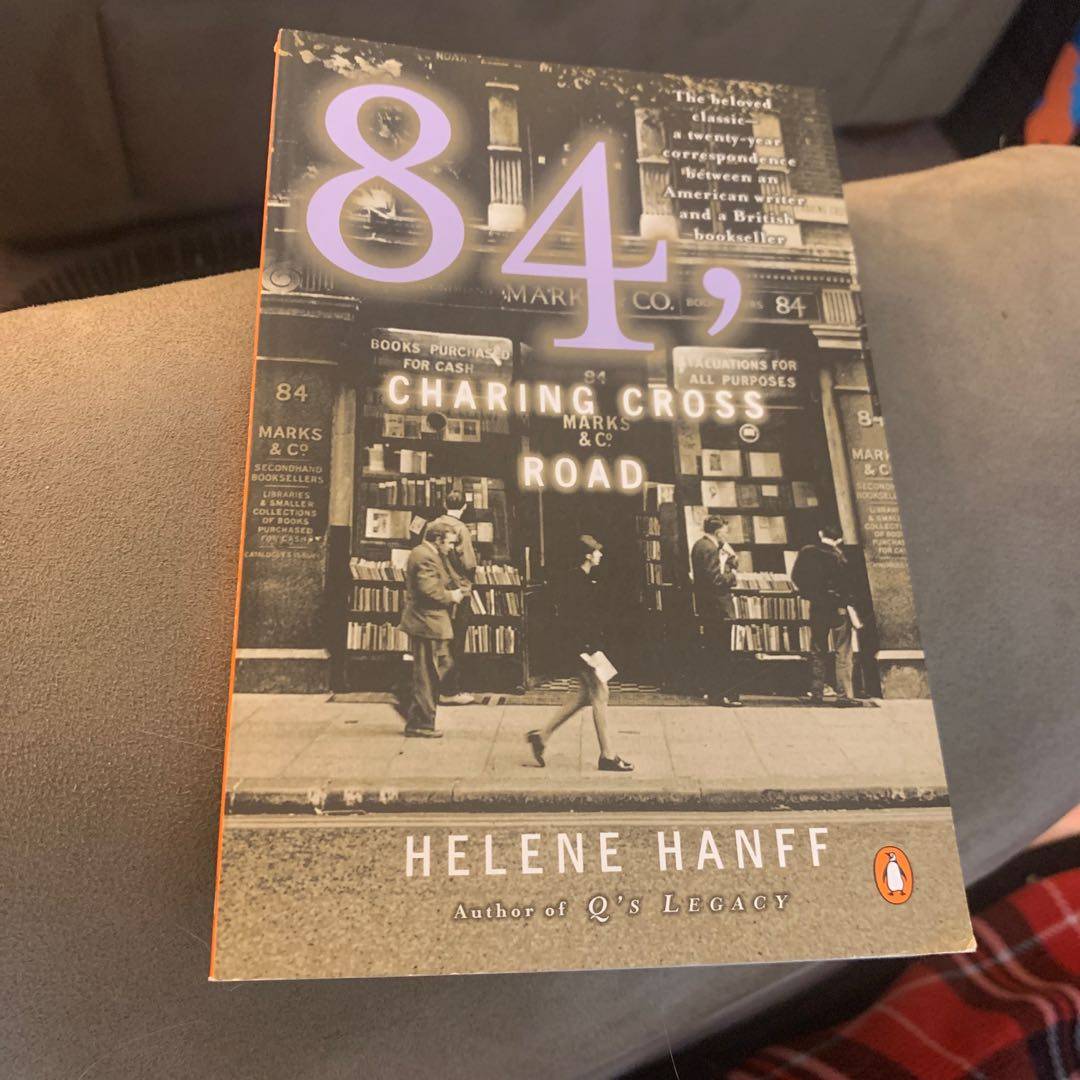 84,
The beloved
classic—
a twenty-year
correspondence
between an
American writer
and a British
bookseller
MARKS & CO. 84
BOOKS PURCHASED
FOR CASH
VALUATIONS FOR
ALL PURPOSES
84
CHARING CROSS
ROAD
MARKS
& Cº
84
MARKS
& Cº
SECONDHAND
BOOKSELLERS
LIBRARIES
& SMALLER
COLLECTIONS
OF BOOKS
PURCHASED
FOR CASH
HELENE HANFF
Author of Q's LEGACY